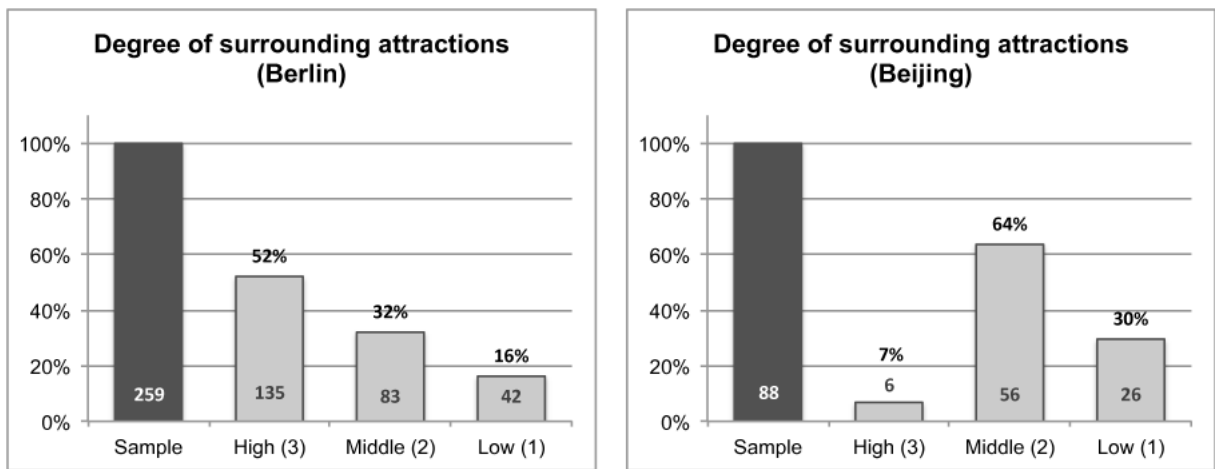 Degree of surrounding attractions
(Berlin)
100%
80%
60%
40%
20%
0%
52%
32%
16%
259
135
83
42
Sample
High (3)
Middle (2)
Low (1)
Degree of surrounding attractions
(Beijing)
100%
80%
60%
40%
20%
0%
64%
30%
7%
88
6
56
26
Sample
High (3)
Middle (2)
Low (1)